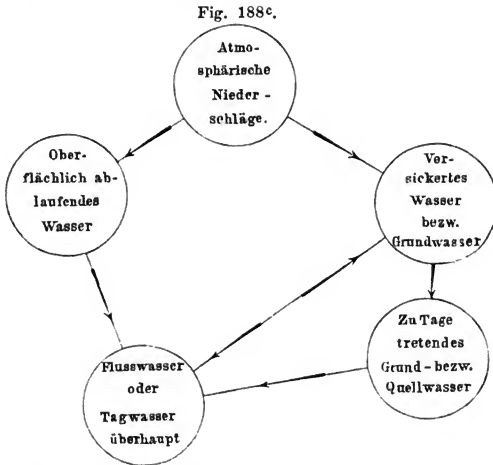 Fig. 188c.
Atmo-
sphärische
Nieder-
schläge.
Ober-
flächlich ab-
laufendes
Wasser
Ver-
sickertes
Wasser
bezw.
Grundwasser
Zu Tage
tretendes
Grund- bezw.
Quellwasser
Flusswasser
oder
Tagwasser
überhaupt